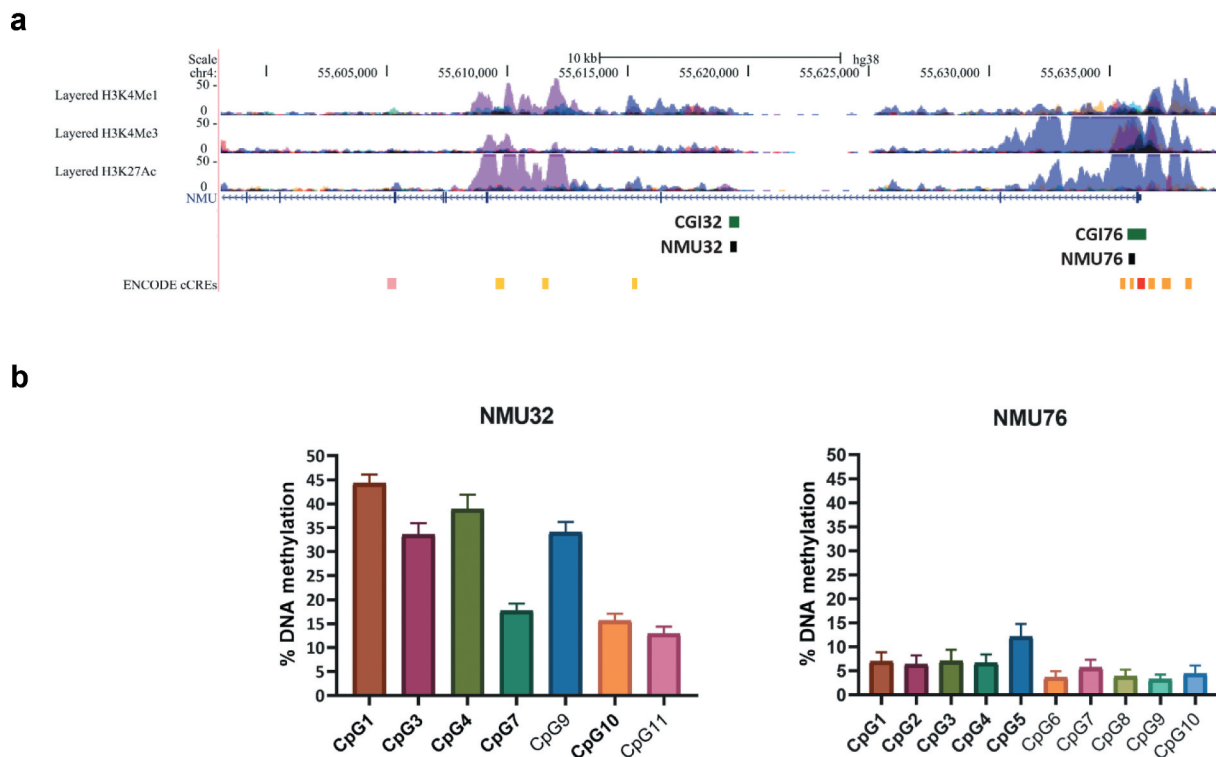 a
Scale 10 kb hg38
chr4: 55,605,000 55,610,000 55,615,000 55,620,000 55,625,000 55,630,000 55,635,000
50 -
Layered H3K4Me1
0
50 -
Layered H3K4Me3
0
50 -
Layered H3K27Ac
0
NMU
CGI32 CGI76
NMU32 NMU76
ENCODE cCREs
b
NMU32
% DNA methylation
50
45
40
35
30
25
20
15
10
5
0
CpG1 CpG3 CpG4 CpG7 CpG9 CpG10 CpG11
NMU76
% DNA methylation
50
45
40
35
30
25
20
15
10
5
0
CpG1 CpG2 CpG3 CpG4 CpG5 CpG6 CpG7 CpG8 CpG9 CpG10